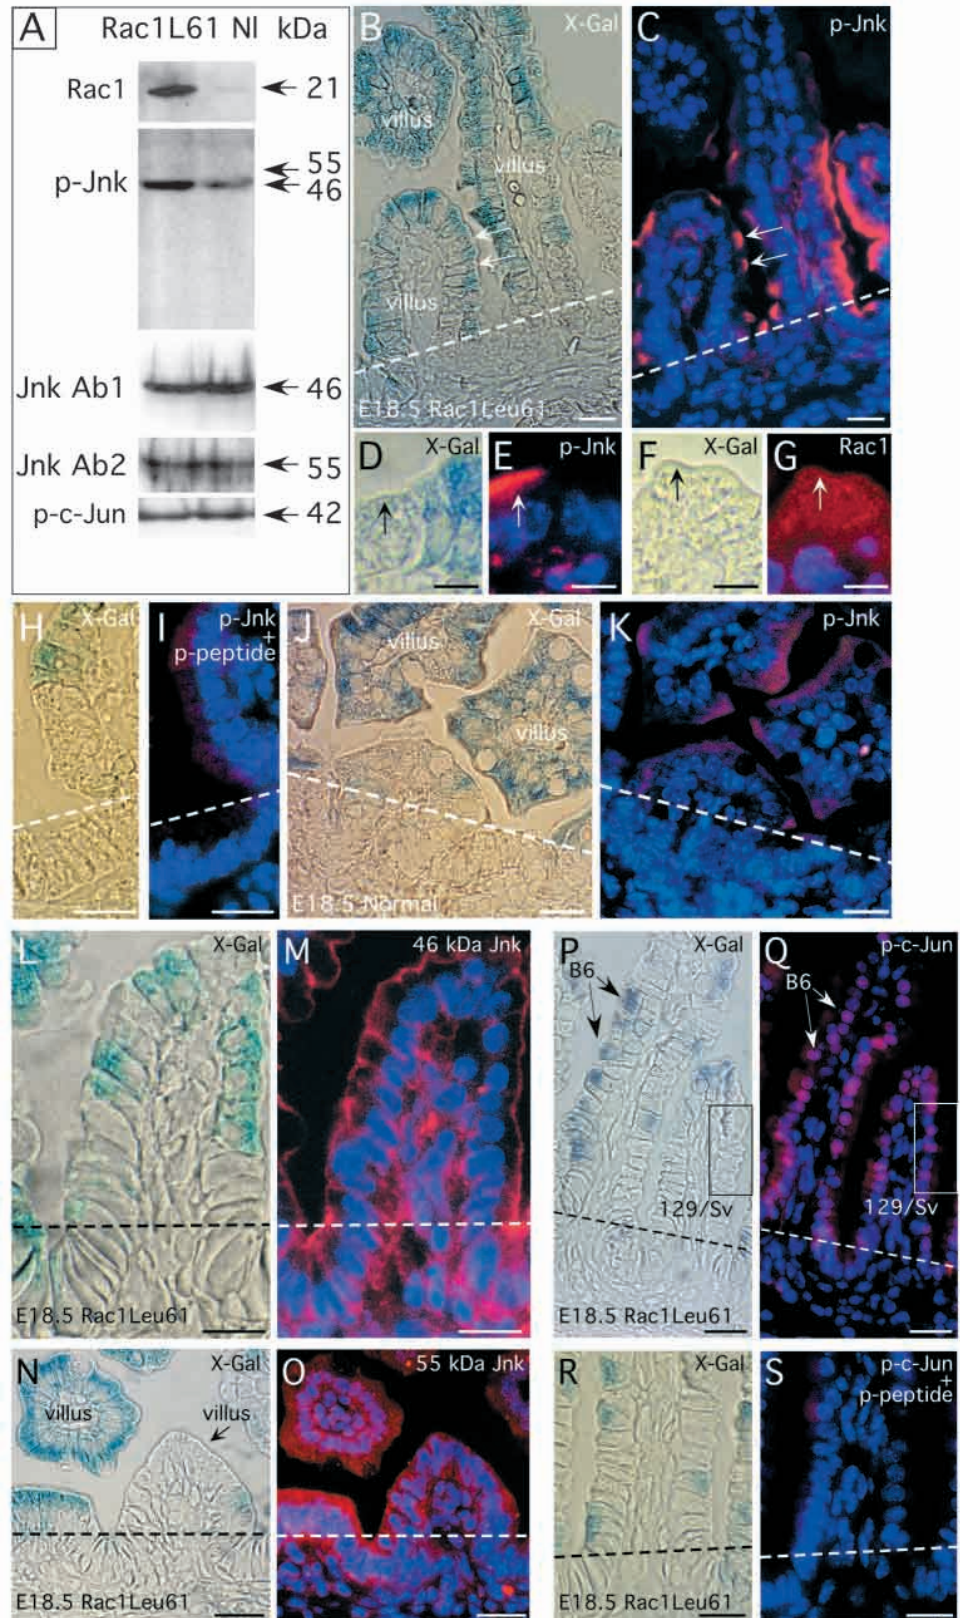 A
Rac1L61 Nl kDa
Rac1 21
55
p-Jnk 46
Jnk Ab1 46
Jnk Ab2 55
p-c-Jun 42
B X-Gal
villus
villus
villus
E18.5 Rac1Leu61
C p-Jnk
D X-Gal
E p-Jnk
F X-Gal
G Rac1
H X-Gal
I p-Jnk
+
p-peptide
J X-Gal
villus
villus
E18.5 Normal
K p-Jnk
L X-Gal
E18.5 Rac1Leu61
M 46 kDa Jnk
P X-Gal
B6
129/Sv
E18.5 Rac1Leu61
Q p-c-Jun
B6
129/Sv
N X-Gal
villus villus
E18.5 Rac1Leu61
O 55 kDa Jnk
R X-Gal
E18.5 Rac1Leu61
S p-c-Jun
+
p-peptide